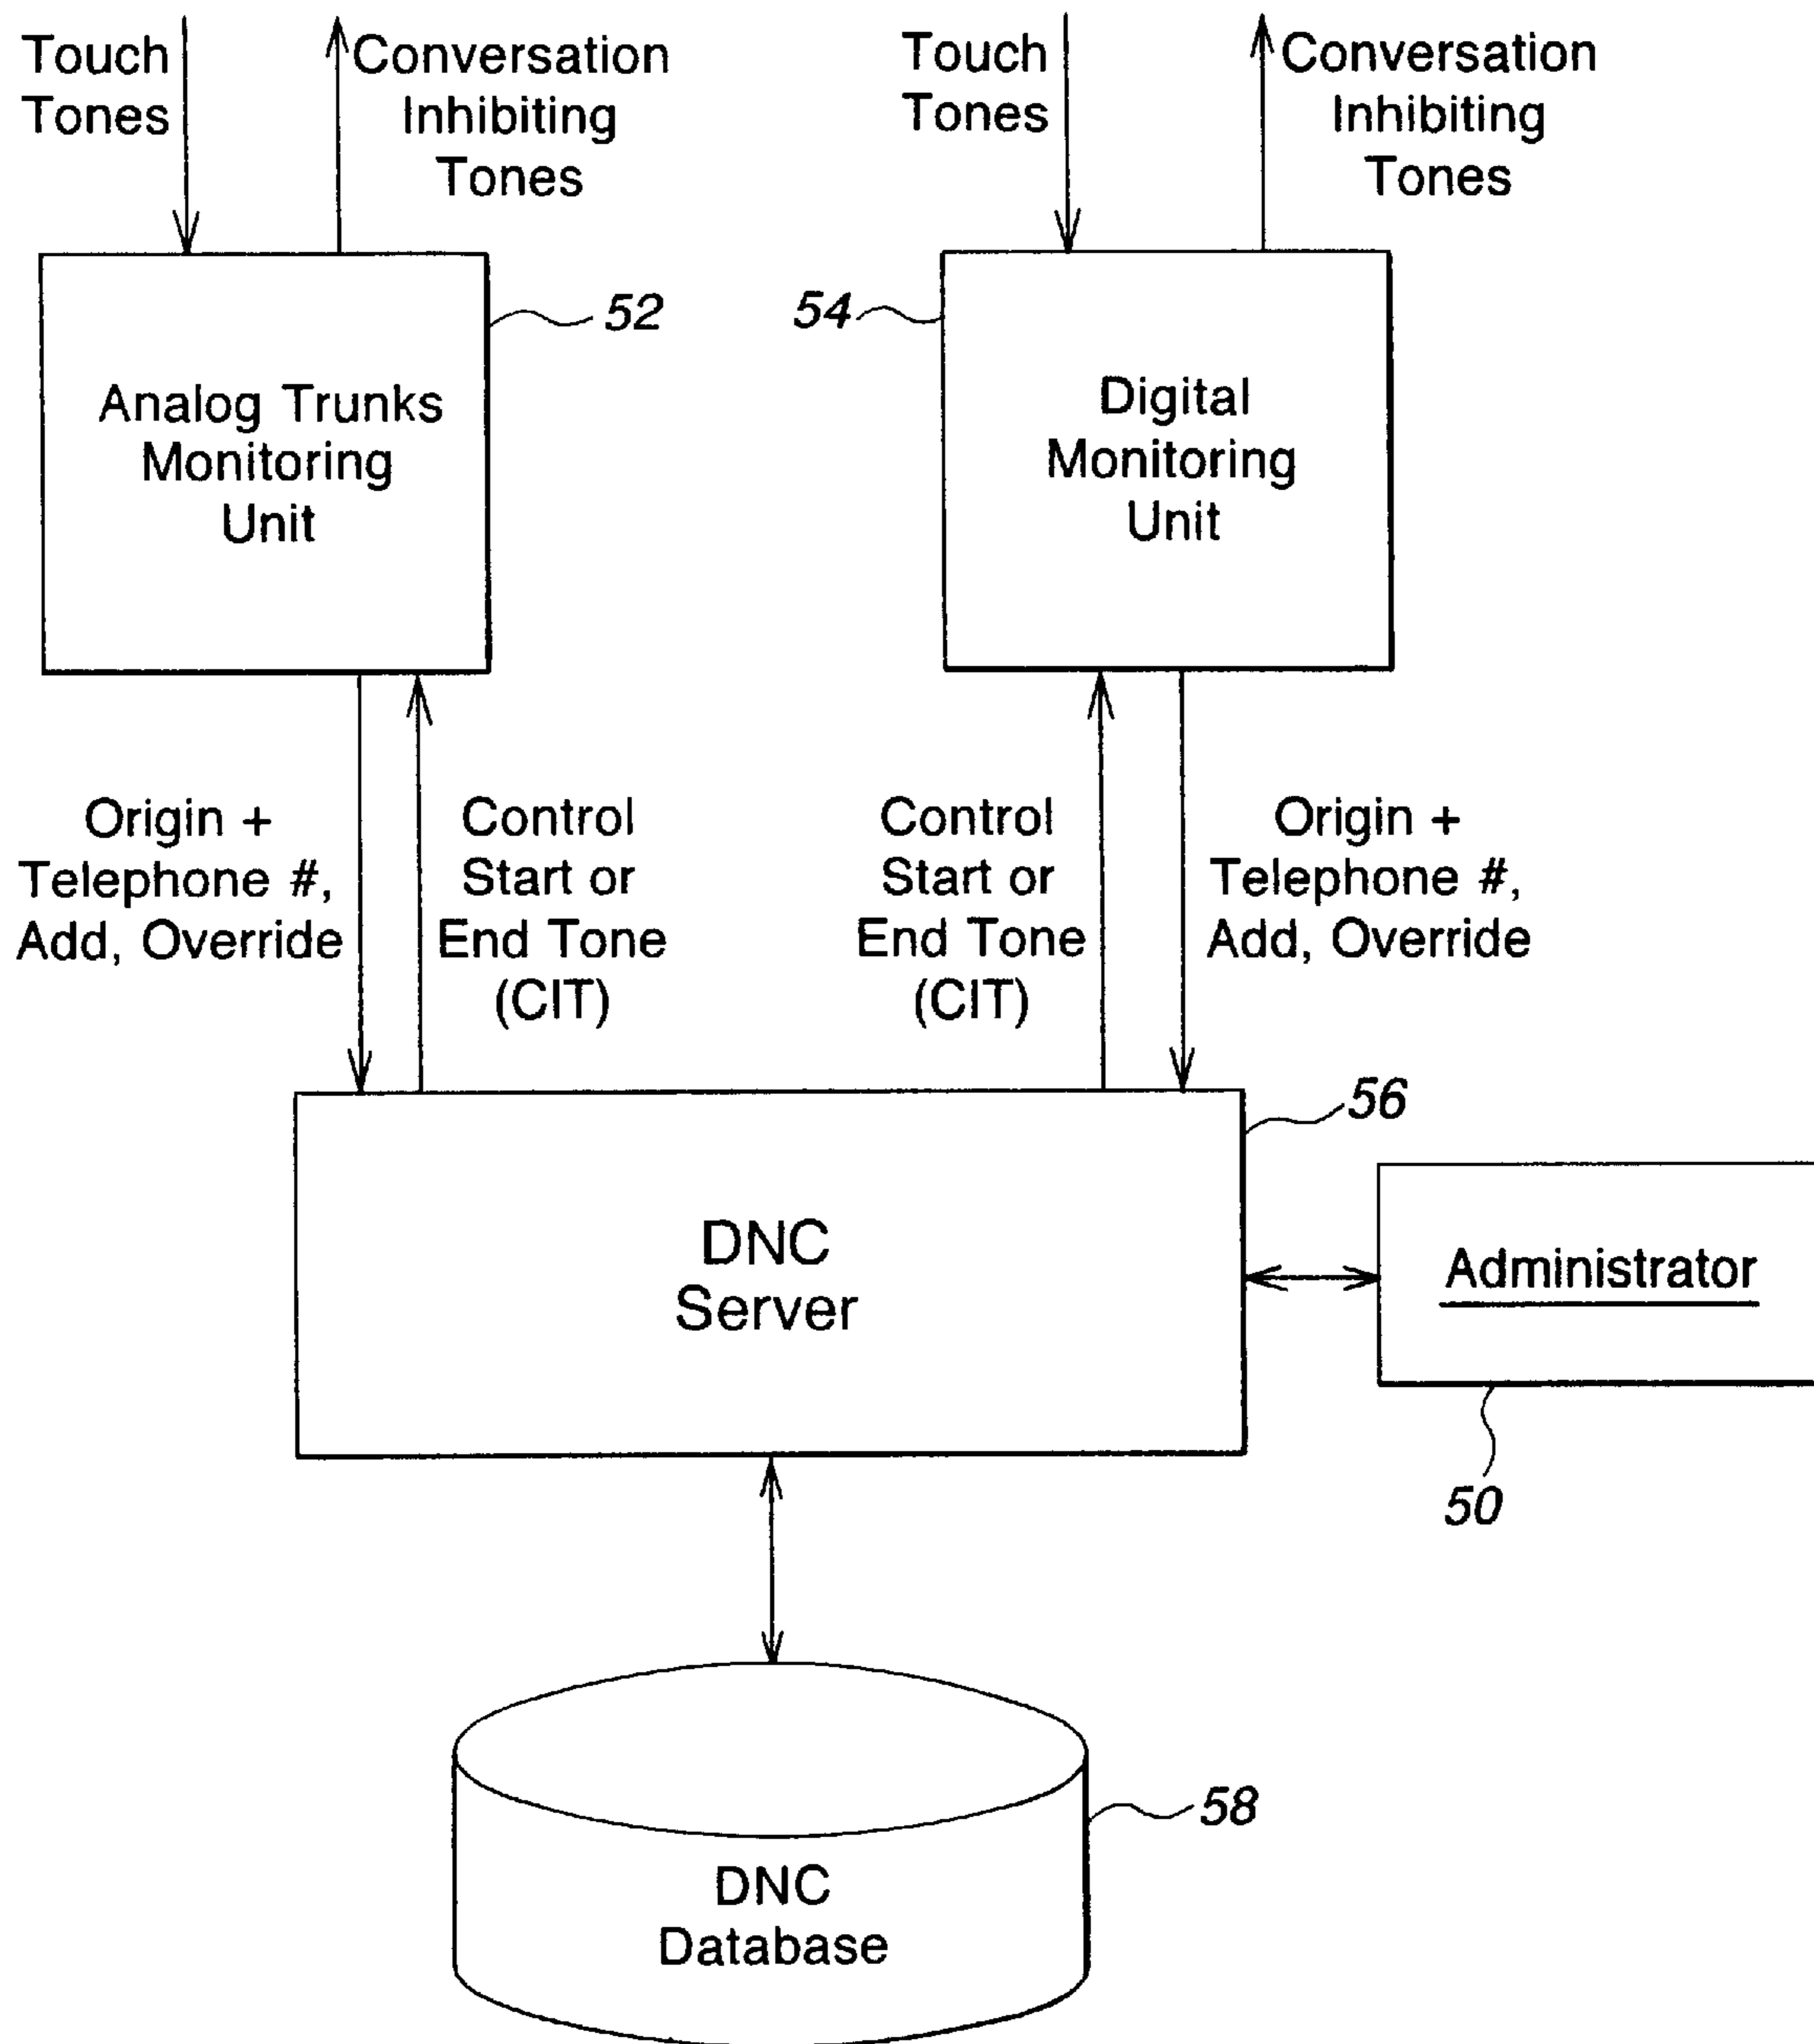 Touch
Tones
Conversation
Inhibiting
Tones
Touch
Tones
Conversation
Inhibiting
Tones
Analog Trunks
Monitoring
Unit
52
54
Digital
Monitoring
Unit
Origin +
Telephone #,
Add, Override
Control
Start or
End Tone
(CIT)
Control
Start or
End Tone
(CIT)
Origin +
Telephone #,
Add, Override
56
DNC
Server
Administrator
50
58
DNC
Database